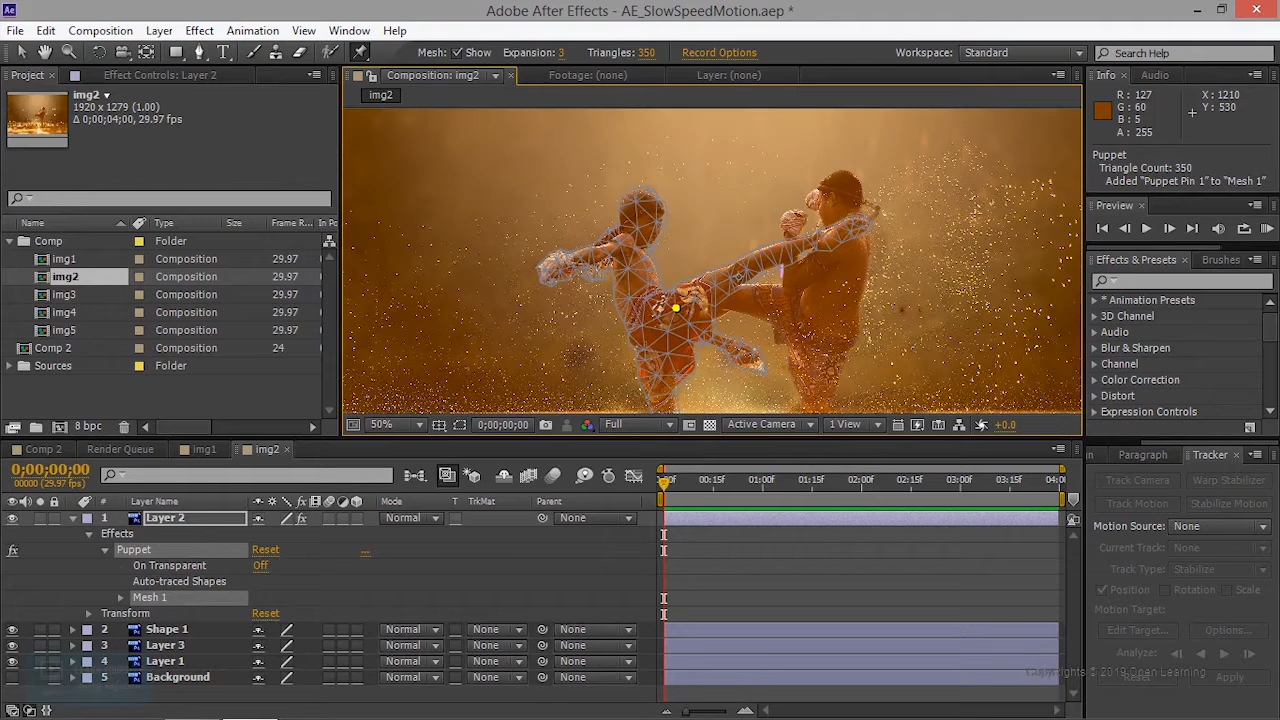 Ae
Adobe After Effects - AE_SlowSpeedMotion.aep *
File Edit Composition Layer Effect Animation View Window Help
Mesh: Show Expansion: 3 Triangles: 350 Record Options Workspace: Standard Search Help
Project Effect Controls: Layer 2 Composition: img2 Footage: (none) Layer: (none) Info Audio
img2
1920 x 1279 (1.00)
Δ 0;00;04;00, 29.97 fps
img2
R : 127
G : 60
B : 5
A : 255
X : 1210
Y : 530
Puppet
Triangle Count: 350
Added "Puppet Pin 1" to "Mesh 1"
Preview
Effects & Presets Brushes
* Animation Presets
3D Channel
Audio
Blur & Sharpen
Channel
Color Correction
Distort
Expression Controls
Name Type Size Frame R... In Po
Comp Folder
img1 Composition 29.97
img2 Composition 29.97
img3 Composition 29.97
img4 Composition 29.97
img5 Composition 29.97
Comp 2 Composition 24
Sources Folder
8 bpc
50% 0;00;00;00 Full Active Camera 1 View +0.0
Comp 2 Render Queue img1 img2
0;00;00;00
00000 (29.97 fps)
:00f 00:15f 01:00f 01:15f 02:00f 02:15f 03:00f 03:15f 04:0
# Layer Name Mode T TrkMat Parent
1 Layer 2 Normal None
Effects
fx Puppet Reset ...
On Transparent Off
Auto-traced Shapes
Mesh 1
Transform Reset
2 Shape 1 Normal None None
3 Layer 3 Normal None None
4 Layer 1 Normal None None
5 Background Normal None None
n Paragraph Tracker
Track Camera Warp Stabilizer
Track Motion Stabilize Motion
Motion Source: None
Current Track: None
Track Type: Stabilize
Position Rotation Scale
Motion Target:
Edit Target... Options...
Analyze:
Reset Apply
Copyrights © 2019 Open Learning